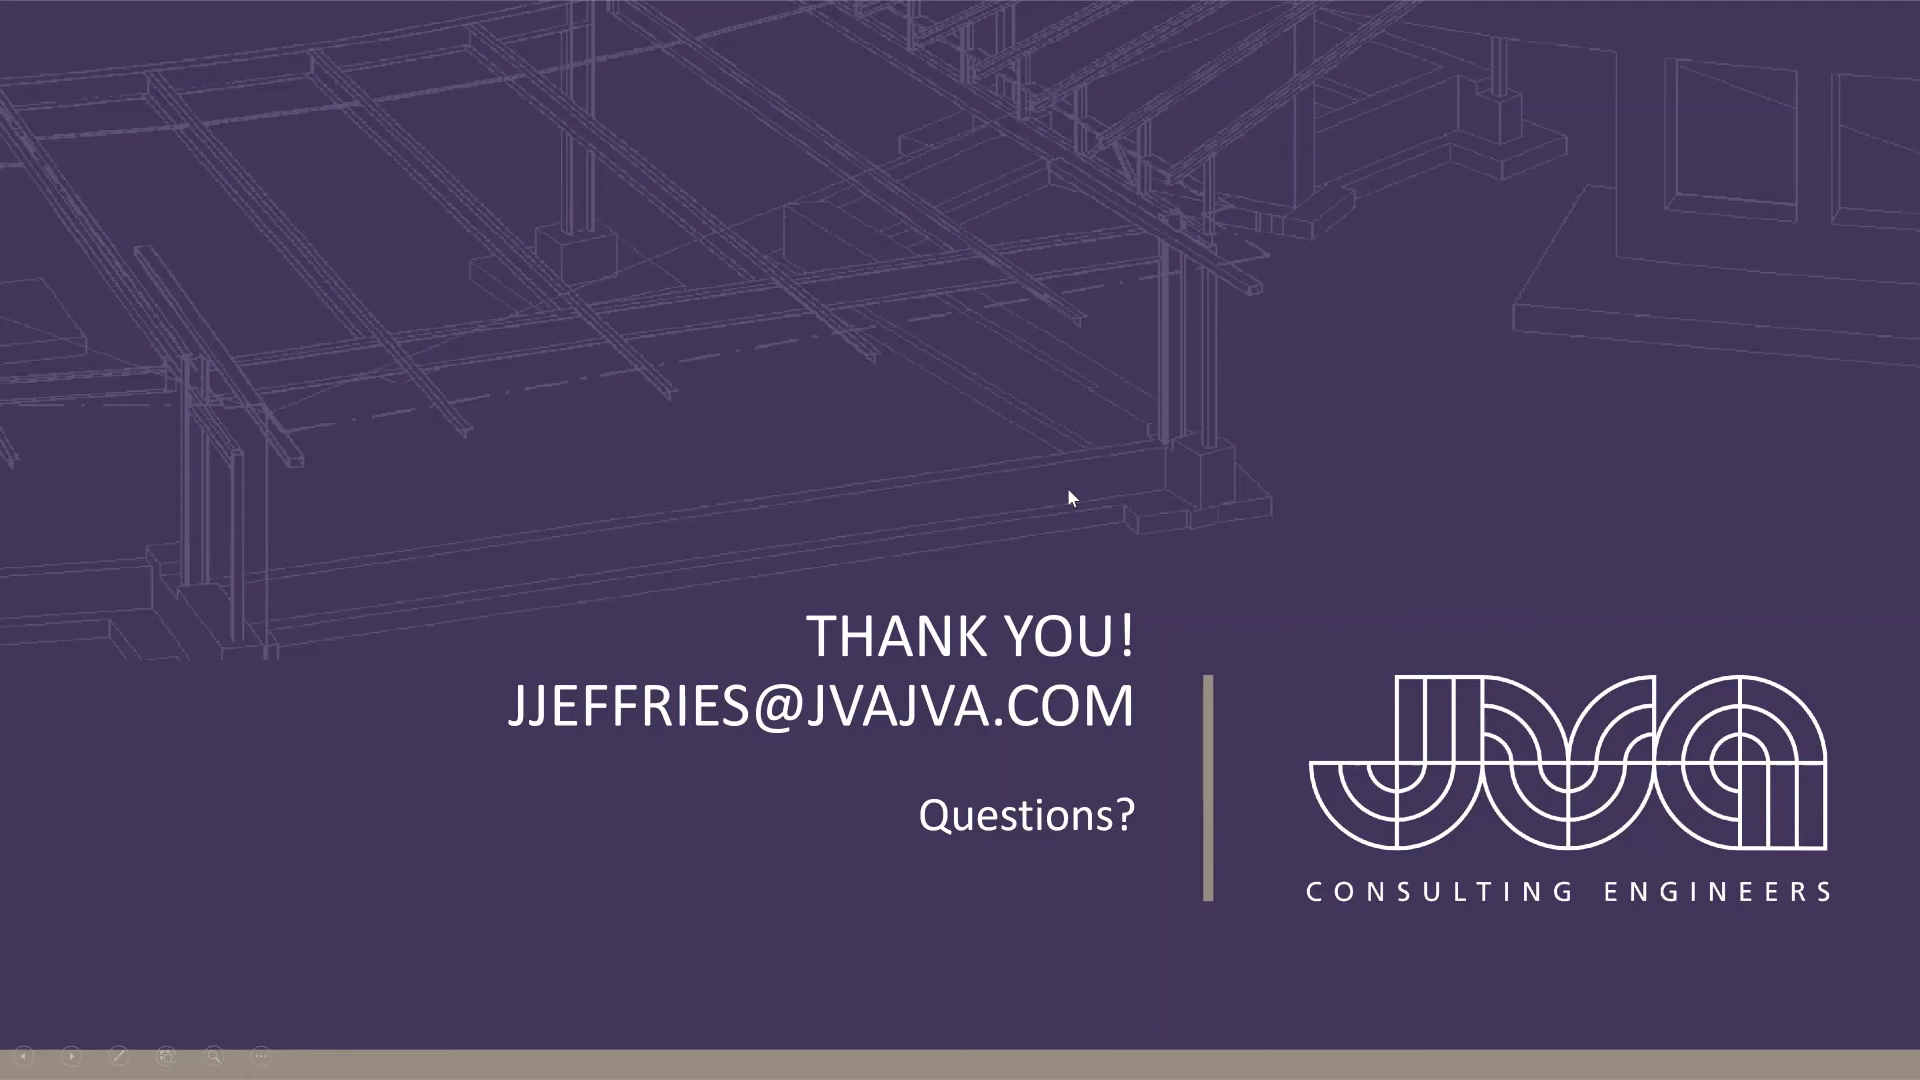 THANK YOU!
JJEFFRIES@JVAJVA.COM
Questions?
JVA
CONSULTING ENGINEERS